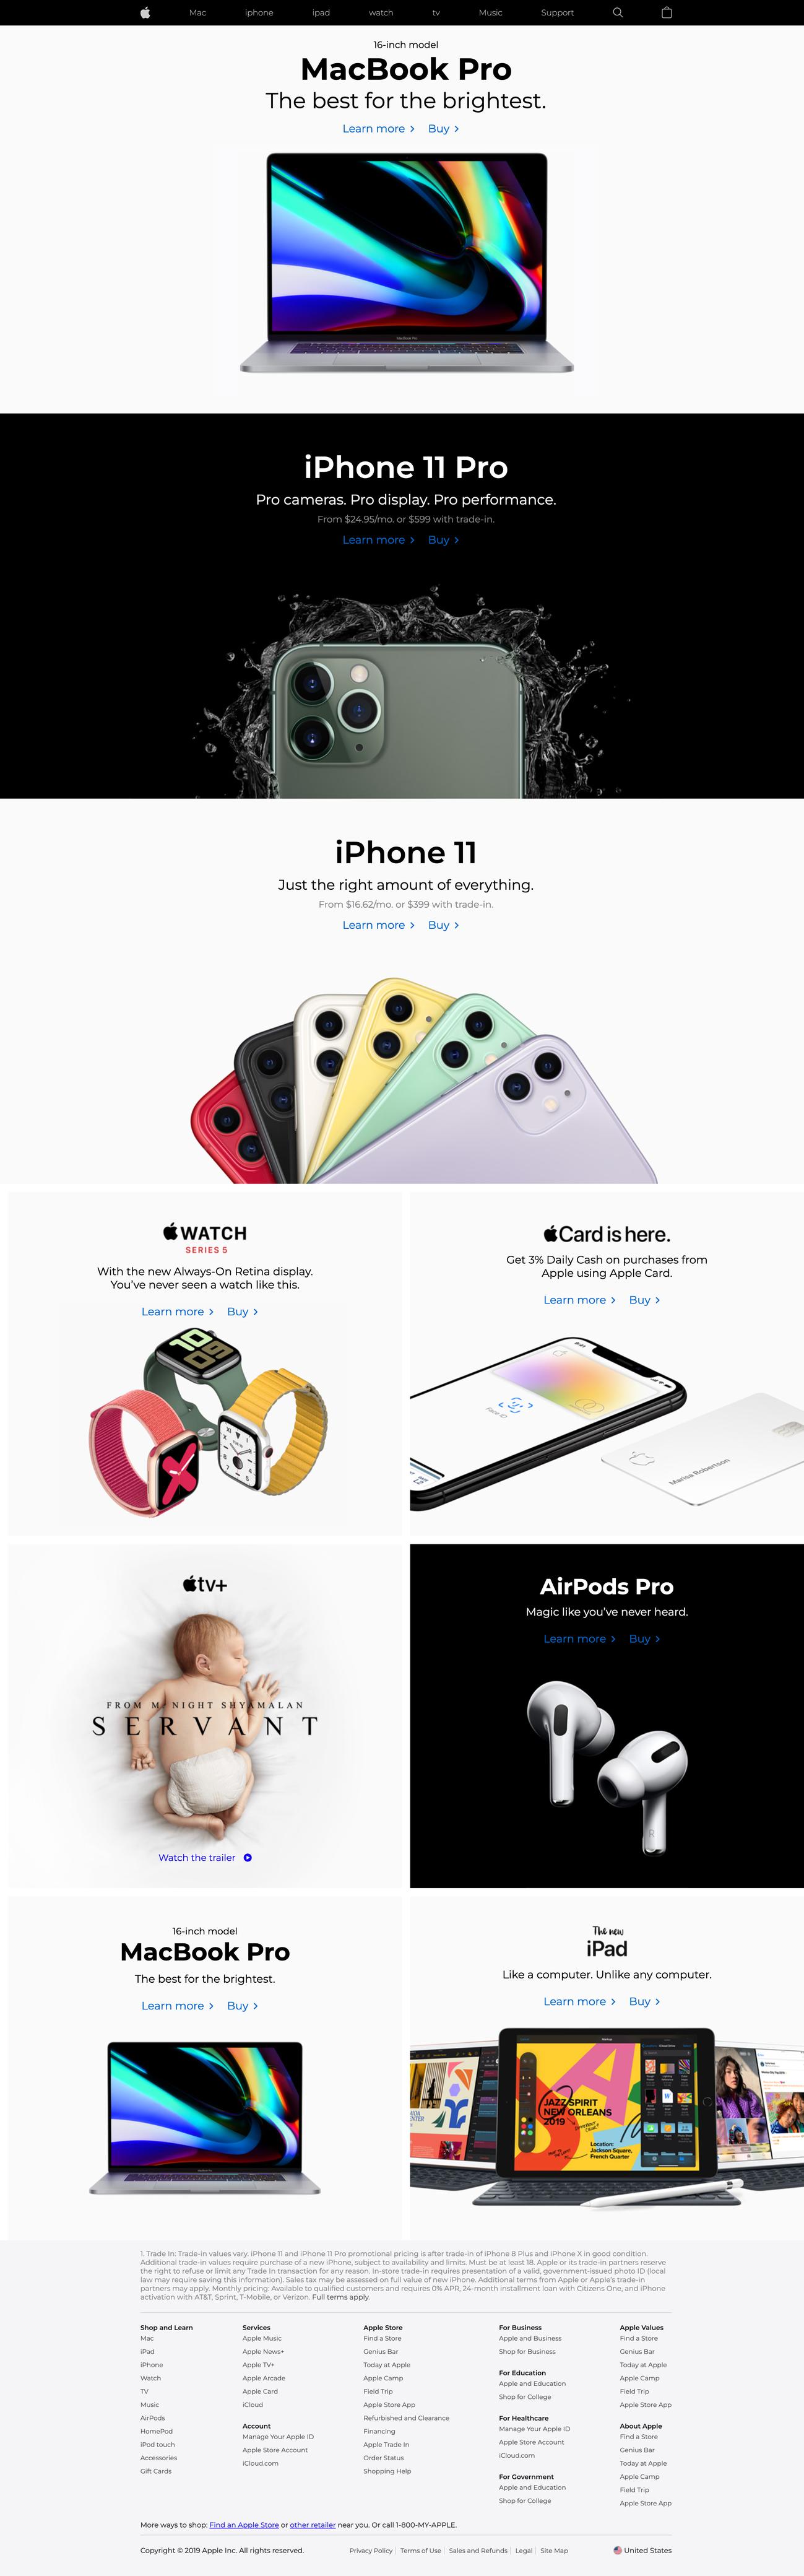 Mac iphone ipad watch tv Music Support
16-inch model
MacBook Pro
The best for the brightest.
Learn more Buy
MacBook Pro
iPhone 11 Pro
Pro cameras. Pro display. Pro performance.
From $24.95/mo. or $599 with trade-in.
Learn more Buy
iPhone 11
Just the right amount of everything.
From $16.62/mo. or $399 with trade-in.
Learn more Buy
WATCH
SERIES 5
With the new Always-On Retina display.
You’ve never seen a watch like this.
Learn more Buy
10
09
Card is here.
Get 3% Daily Cash on purchases from
Apple using Apple Card.
Learn more Buy
Face ID
Marisa Robertson
tv+
FROM M. NIGHT SHYAMALAN
SERVANT
Watch the trailer
AirPods Pro
Magic like you’ve never heard.
Learn more Buy
R
16-inch model
MacBook Pro
The best for the brightest.
Learn more Buy
The new
iPad
Like a computer. Unlike any computer.
Learn more Buy
JAZZ SPIRIT
NEW ORLEANS
2019
Location:
Jackson Square,
French Quarter
1. Trade In: Trade-in values vary. iPhone 11 and iPhone 11 Pro promotional pricing is after trade-in of iPhone 8 Plus and iPhone X in good condition.
Additional trade-in values require purchase of a new iPhone, subject to availability and limits. Must be at least 18. Apple or its trade-in partners reserve
the right to refuse or limit any Trade In transaction for any reason. In-store trade-in requires presentation of a valid, government-issued photo ID (local
law may require saving this information). Sales tax may be assessed on full value of new iPhone. Additional terms from Apple or Apple’s trade-in
partners may apply. Monthly pricing: Available to qualified customers and requires 0% APR, 24-month installment loan with Citizens One, and iPhone
activation with AT&T, Sprint, T-Mobile, or Verizon. Full terms apply.
Shop and Learn
Mac
iPad
iPhone
Watch
TV
Music
AirPods
HomePod
iPod touch
Accessories
Gift Cards
Services
Apple Music
Apple News+
Apple TV+
Apple Arcade
Apple Card
iCloud
Account
Manage Your Apple ID
Apple Store Account
iCloud.com
Apple Store
Find a Store
Genius Bar
Today at Apple
Apple Camp
Field Trip
Apple Store App
Refurbished and Clearance
Financing
Apple Trade In
Order Status
Shopping Help
For Business
Apple and Business
Shop for Business
For Education
Apple and Education
Shop for College
For Healthcare
Manage Your Apple ID
Apple Store Account
iCloud.com
For Government
Apple and Education
Shop for College
Apple Values
Find a Store
Genius Bar
Today at Apple
Apple Camp
Field Trip
Apple Store App
About Apple
Find a Store
Genius Bar
Today at Apple
Apple Camp
Field Trip
Apple Store App
More ways to shop: Find an Apple Store or other retailer near you. Or call 1-800-MY-APPLE.
Copyright © 2019 Apple Inc. All rights reserved. Privacy Policy Terms of Use Sales and Refunds Legal Site Map United States